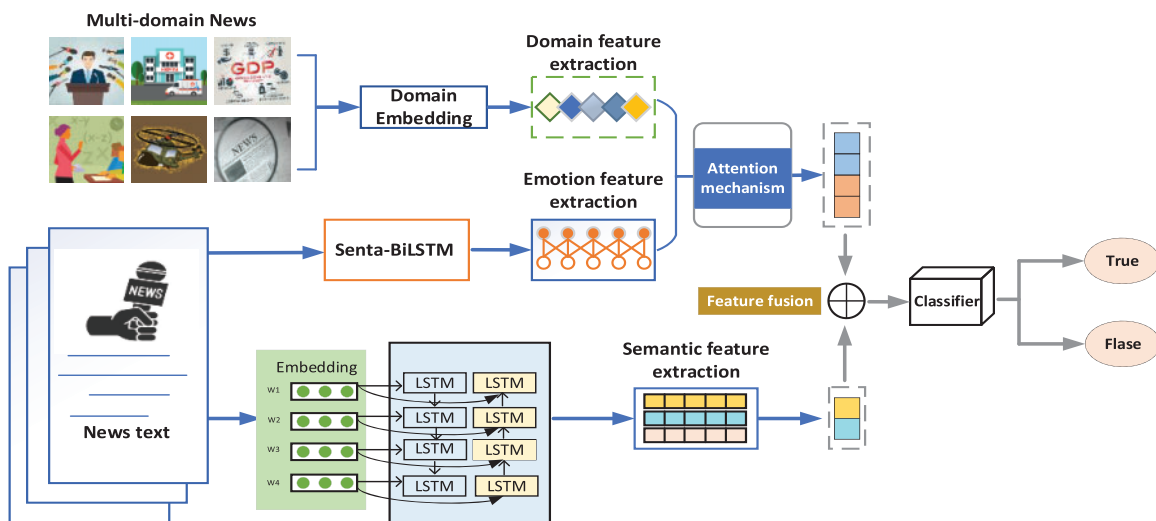 Multi-domain News
GDP
x-y
(x-z)
NEWS
Domain
Embedding
Domain feature
extraction
Attention
mechanism
Emotion feature
extraction
Senta-BiLSTM
NEWS
News text
Embedding
W1
W2
W3
W4
LSTM LSTM
LSTM LSTM
LSTM LSTM
LSTM LSTM
Semantic feature
extraction
Feature fusion
Classifier
True
Flase